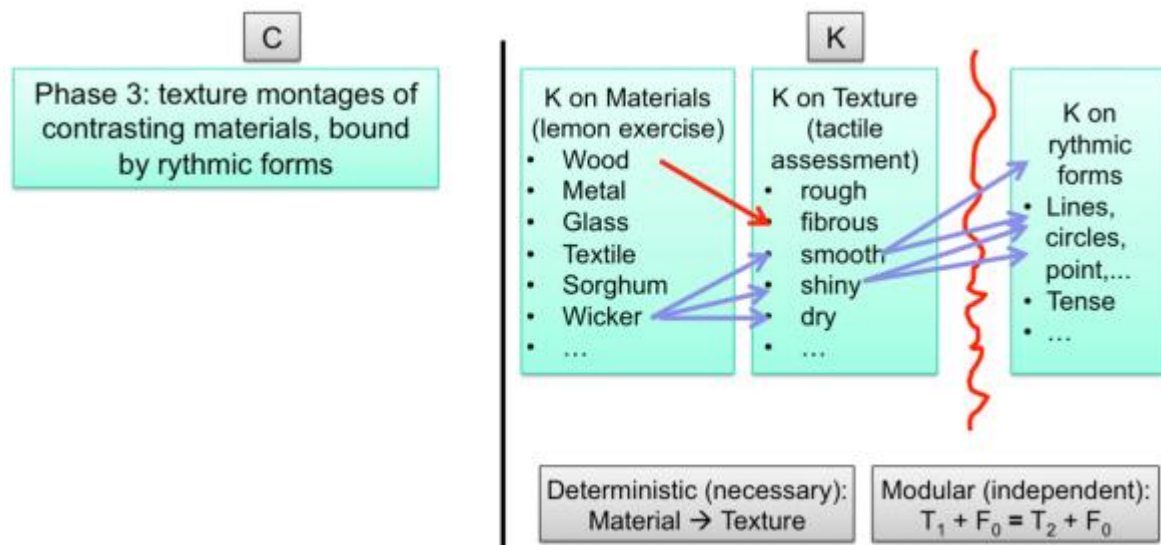 C
Phase 3: texture montages of
contrasting materials, bound
by rythmic forms
K
K on Materials
(lemon exercise)
• Wood
• Metal
• Glass
• Textile
• Sorghum
• Wicker
• …
K on Texture
(tactile
assessment)
• rough
• fibrous
• smooth
• shiny
• dry
• …
K on
rytmic
forms
• Lines,
circles,
point,...
• Tense
• …
Deterministic (necessary):
Material → Texture
Modular (independent):
T₁ + F₀ = T₂ + F₀